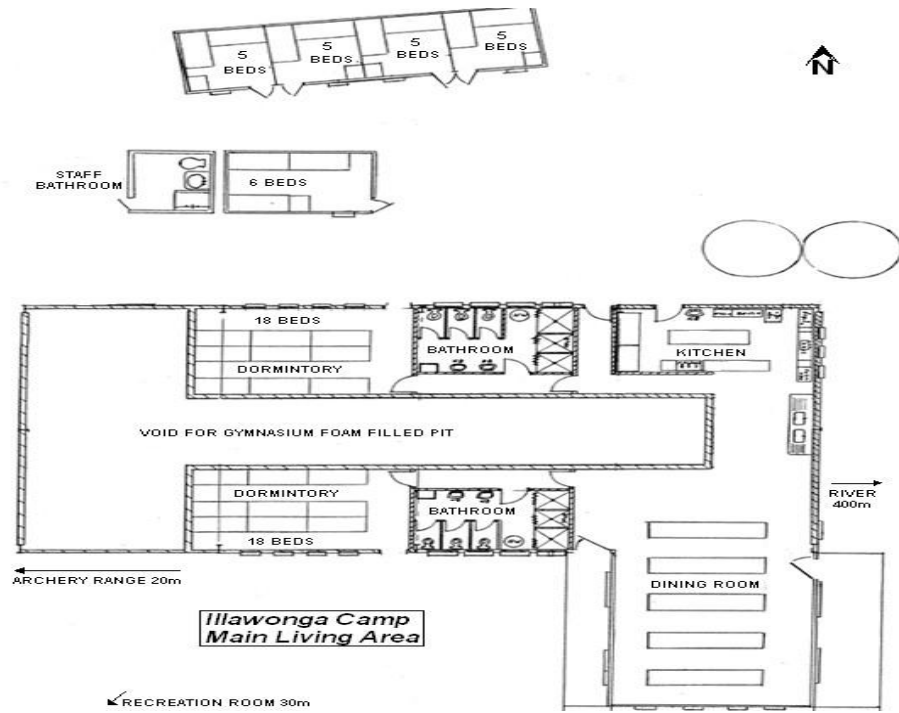 5
BEDS
5
BEDS
5
BEDS
5
BEDS
N
STAFF
BATHROOM
6 BEDS
18 BEDS
DORMINTORY
BATHROOM
KITCHEN
VOID FOR GYMNASIUM FOAM FILLED PIT
DORMINTORY
18 BEDS
BATHROOM
RIVER
400m
DINING ROOM
ARCHERY RANGE 20m
Illawonga Camp
Main Living Area
RECREATION ROOM 30m